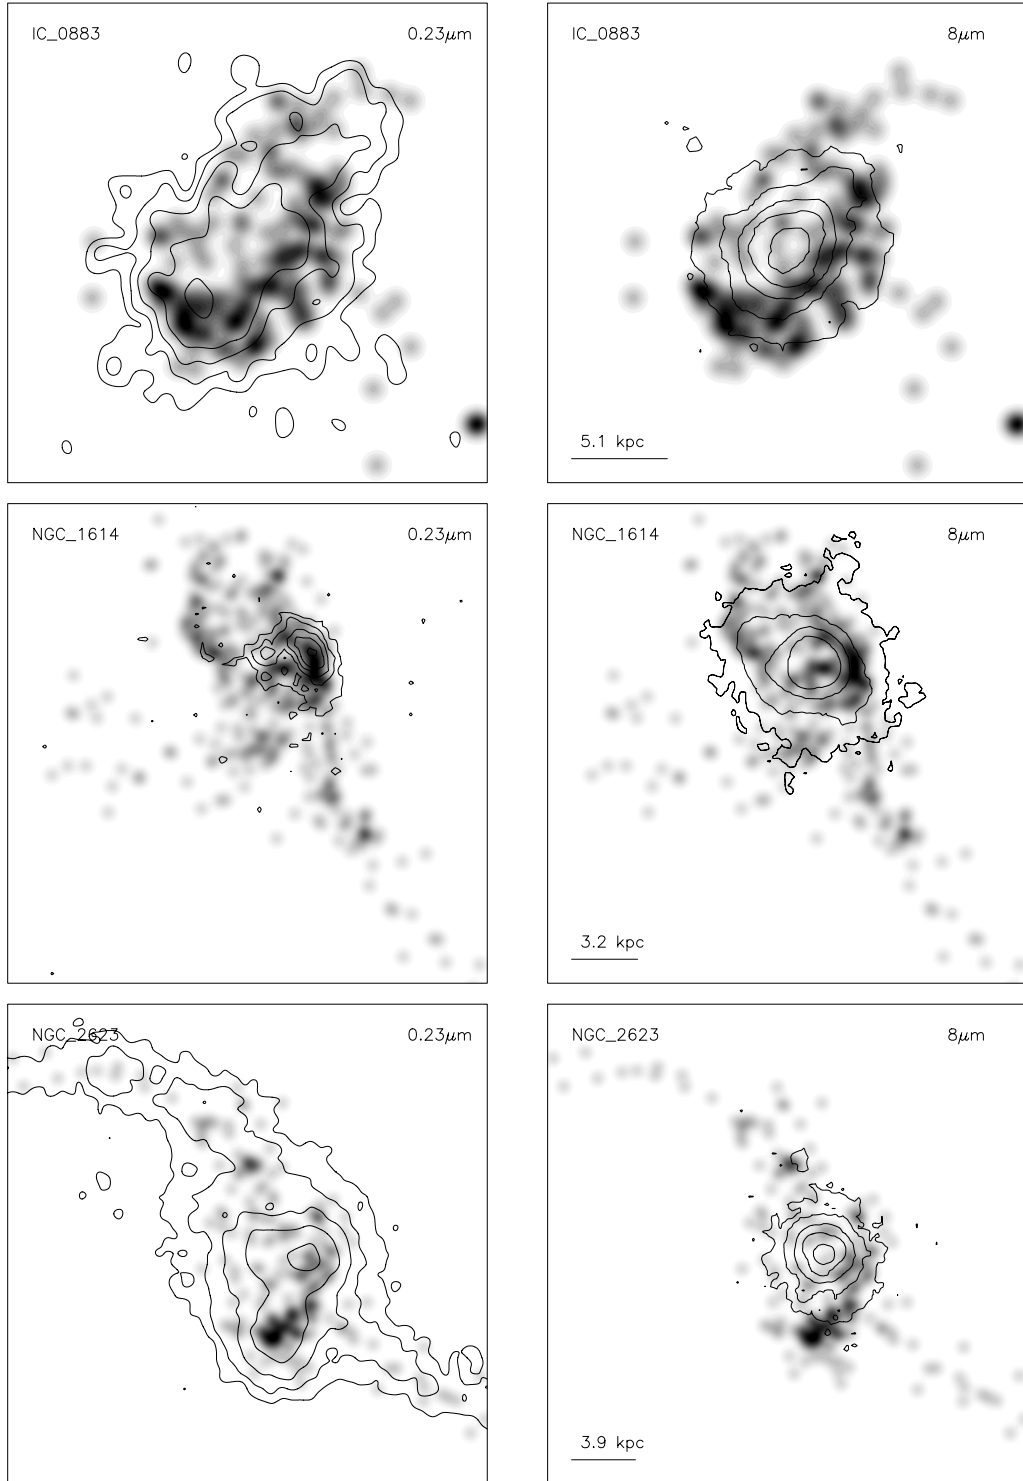 IC_0883 0.23μm
IC_0883 8μm
5.1 kpc
NGC_1614 0.23μm
NGC_1614 8μm
3.2 kpc
NGC_2623 0.23μm
NGC_2623 8μm
3.9 kpc